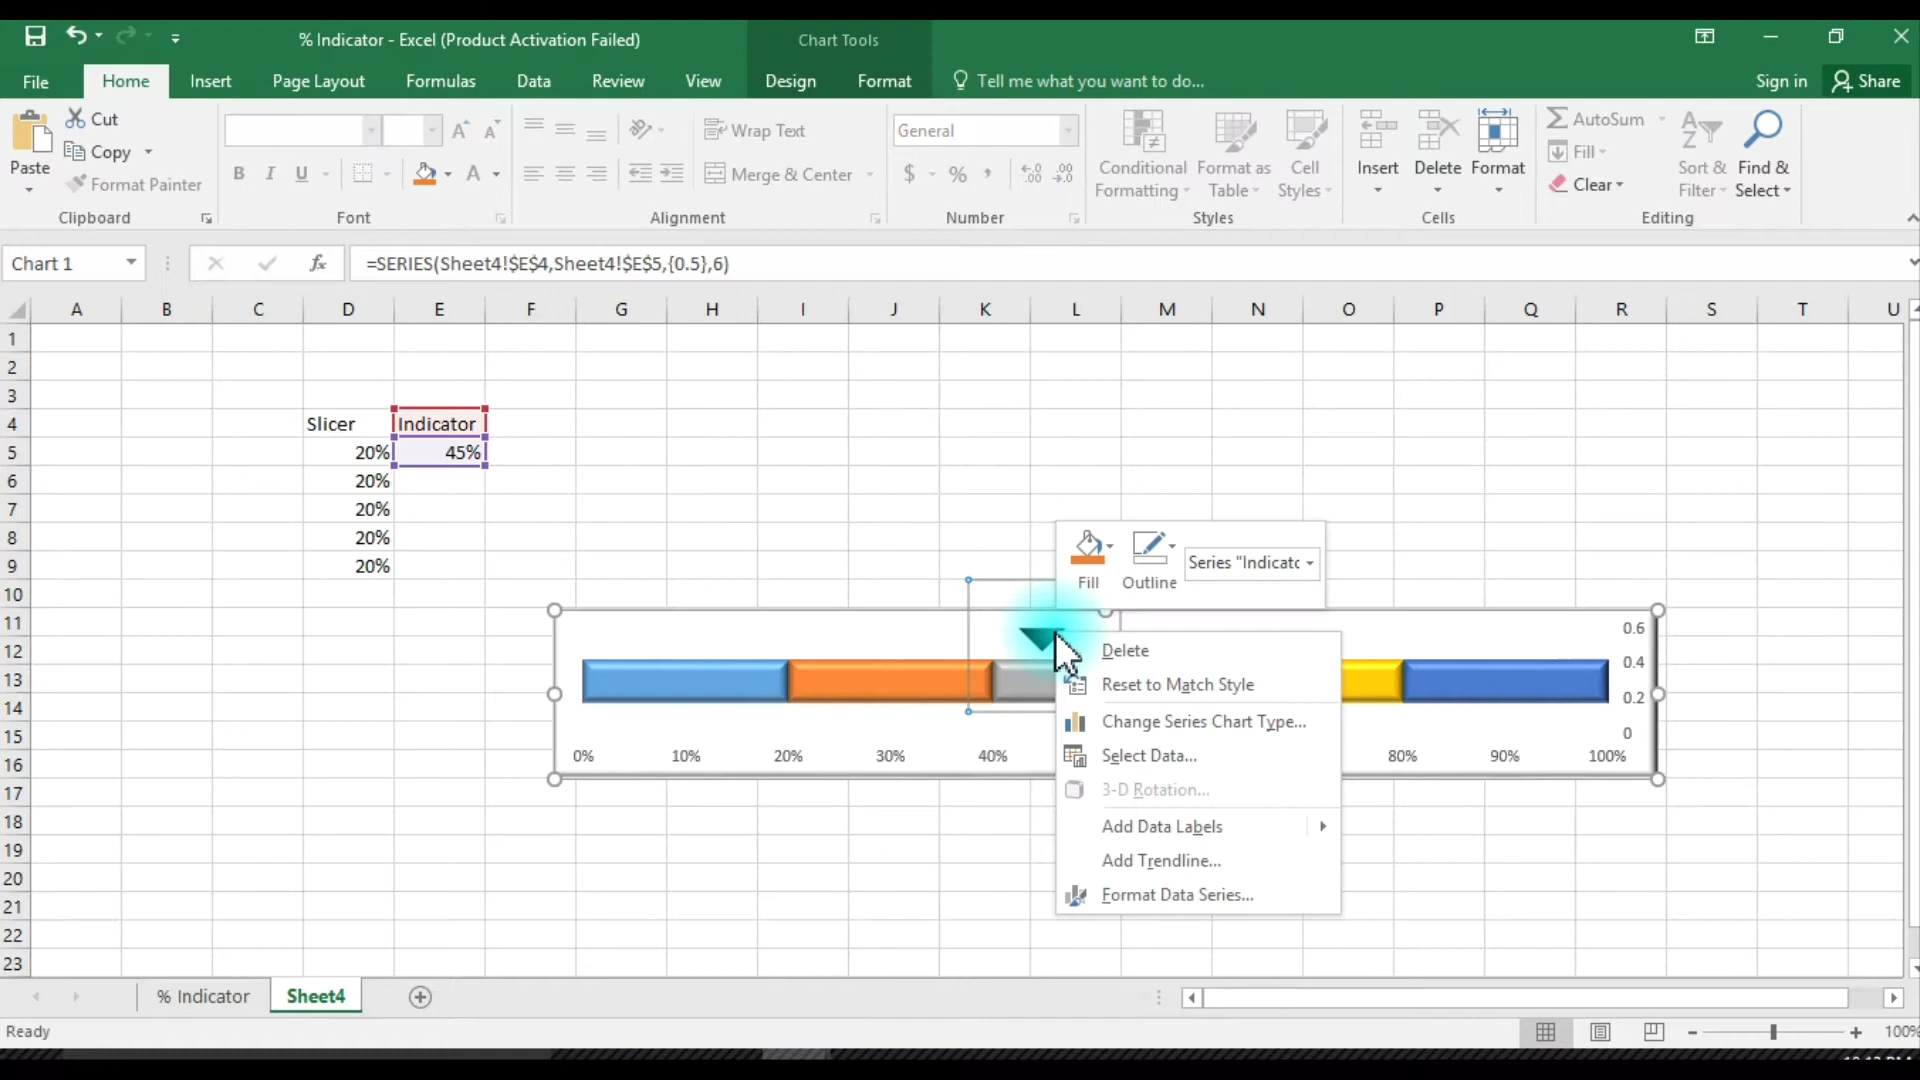 % Indicator - Excel (Product Activation Failed)
Chart Tools
File Home Insert Page Layout Formulas Data Review View Design Format Tell me what you want to do... Sign in Share
Paste Cut
Copy
Format Painter
Clipboard
B I U A
Font
Wrap Text
Merge & Center
Alignment
General
$ % ,
Number
Conditional Formatting
Format as Table
Cell Styles
Styles
Insert Delete Format
Cells
AutoSum
Fill
Clear
Sort & Filter
Find & Select
Editing
Chart 1 fx =SERIES(Sheet4!$E$4,Sheet4!$E$5,{0.5},6)
A B C D E F G H I J K L M N O P Q R S T U
1
2
3
4 Slicer Indicator
5 20% 45%
6 20%
7 20%
8 20%
9 20%
10
11
12
13
14
15
16
17
18
19
20
21
22
23
Fill Outline Series "Indicatc
Delete
Reset to Match Style
Change Series Chart Type...
Select Data...
3-D Rotation...
Add Data Labels
Add Trendline...
Format Data Series...
0.6
0.4
0.2
0
0% 10% 20% 30% 40% 80% 90% 100%
% Indicator Sheet4
Ready 100%